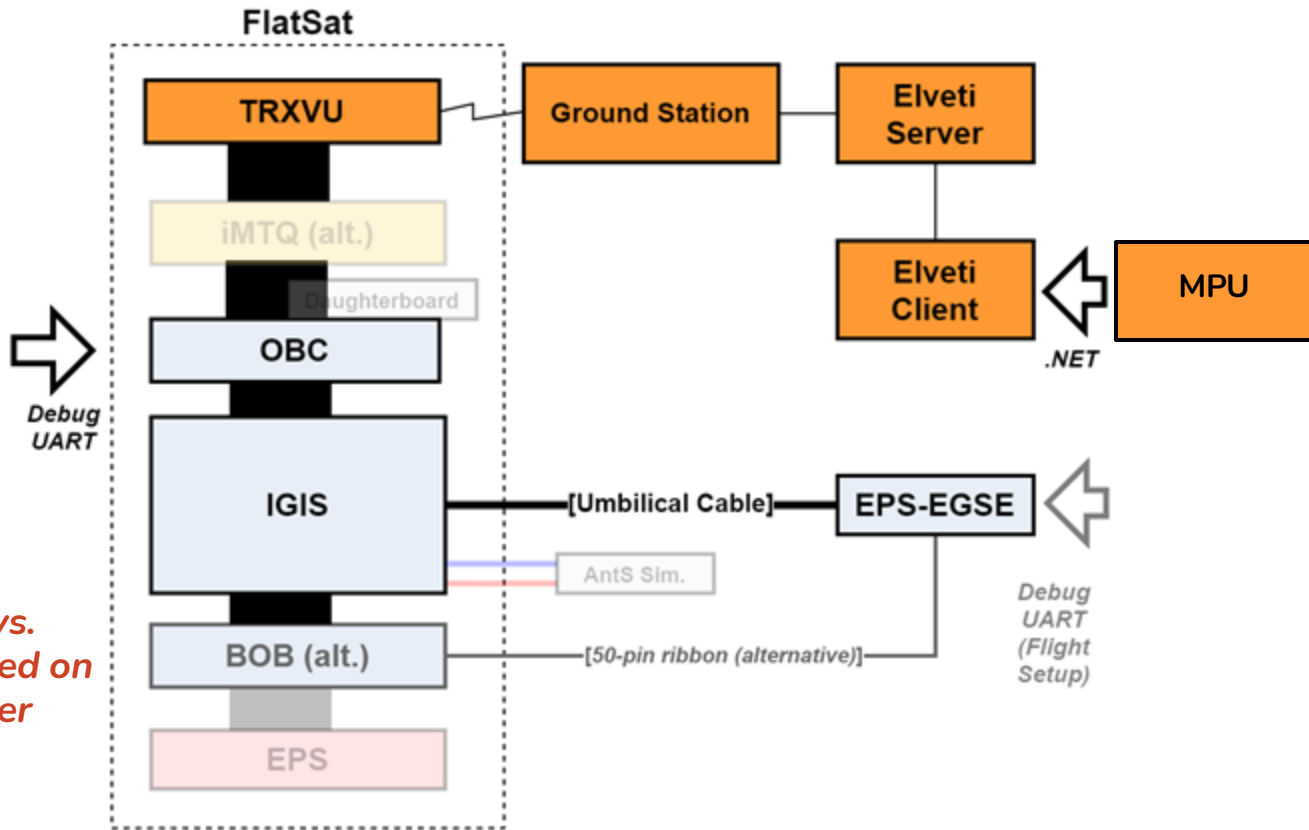 FlatSat
TRXVU
Ground Station
Elveti
Server
iMTQ (alt.)
Daughterboard
Elveti
Client
MPU
.NET
OBC
Debug
UART
IGIS
[Umbilical Cable]
EPS-EGSE
AntS Sim.
Debug
UART
(Flight
Setup)
vs.
ed on
er
BOB (alt.)
[50-pin ribbon (alternative)]
EPS